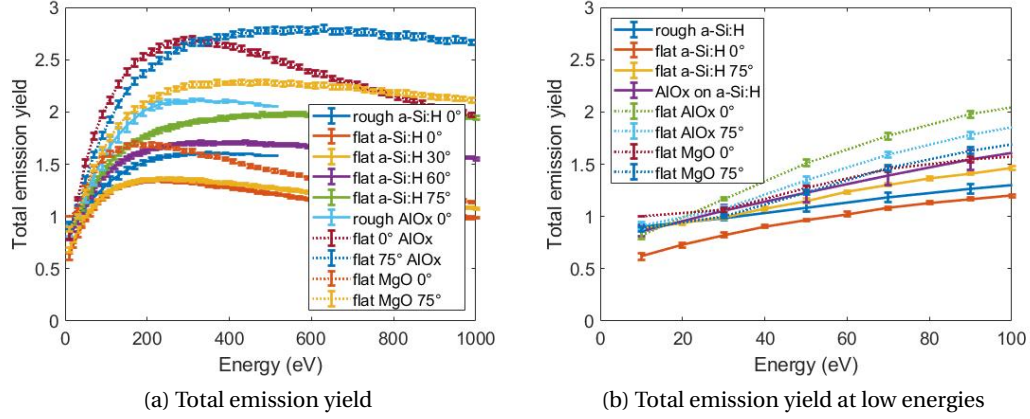 3
2.5
2
1.5
1
0.5
0
Total emission yield
0 200 400 600 800 1000
Energy (eV)
rough a-Si:H 0°
flat a-Si:H 0°
flat a-Si:H 30°
flat a-Si:H 60°
flat a-Si:H 75°
rough AlOx 0°
flat 0° AlOx
flat 75° AlOx
flat MgO 0°
flat MgO 75°
(a) Total emission yield
3
2.5
2
1.5
1
0.5
0
Total emission yield
0 20 40 60 80 100
Energy (eV)
rough a-Si:H
flat a-Si:H 0°
flat a-Si:H 75°
AlOx on a-Si:H
flat AlOx 0°
flat AlOx 75°
flat MgO 0°
flat MgO 75°
(b) Total emission yield at low energies